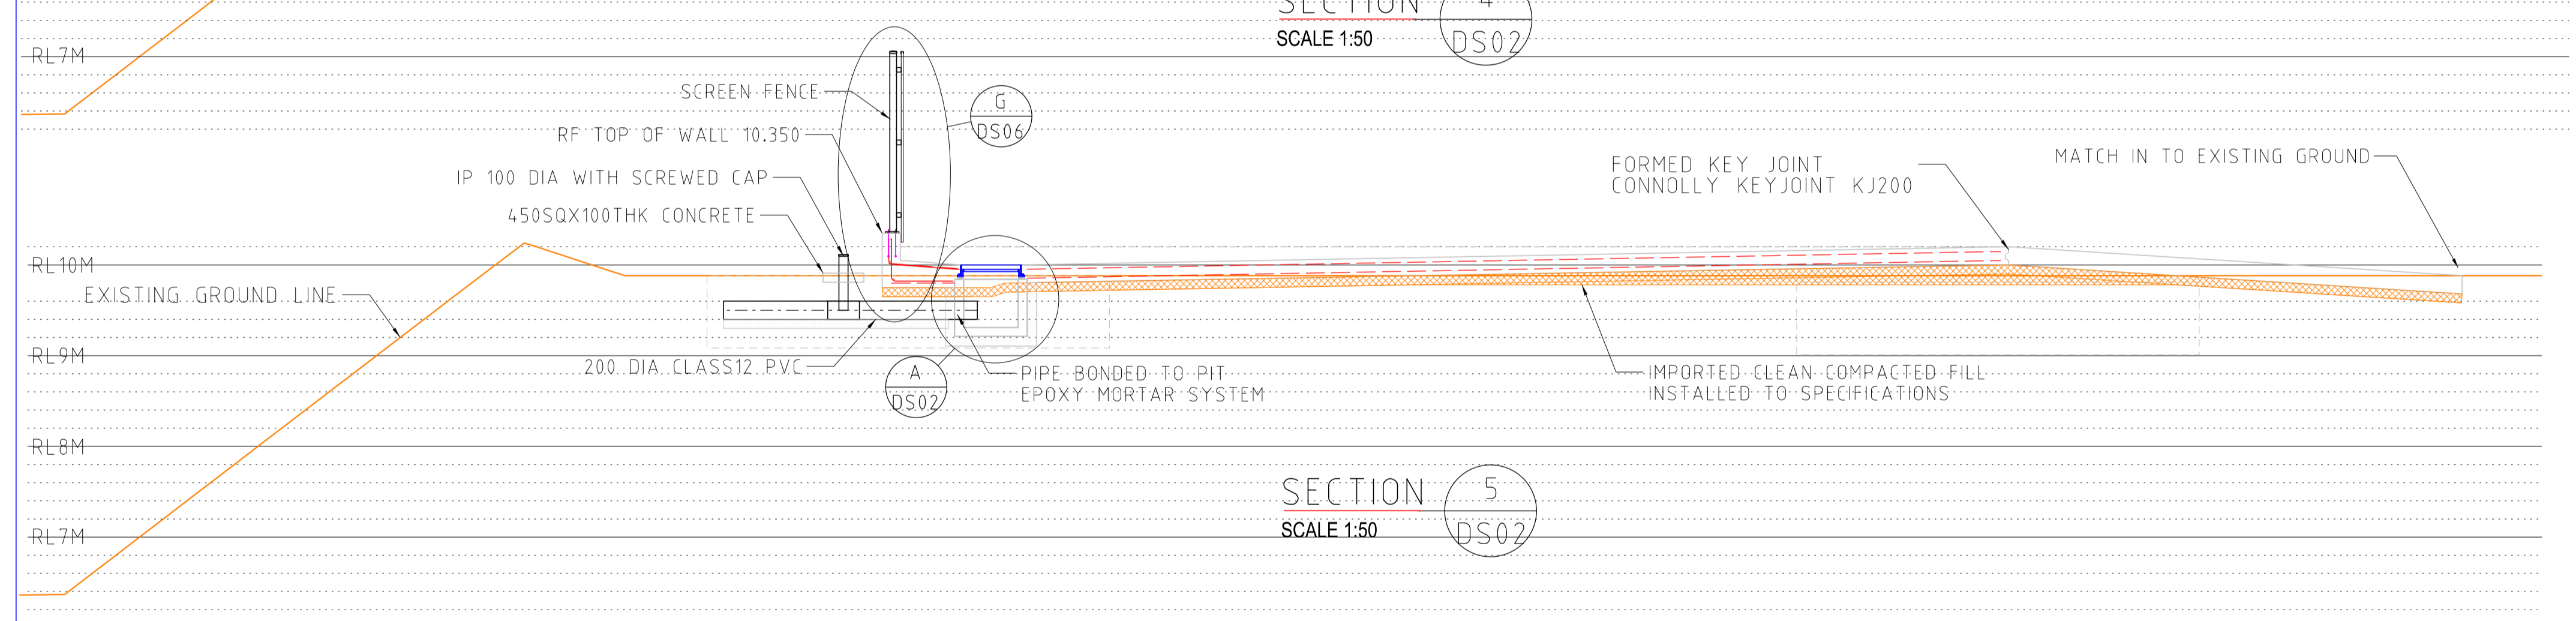 SECTION 4
SCALE 1:50 DS02
RL7M
SCREEN FENCE
G
DS06
RF TOP OF WALL 10.350
IP 100 DIA WITH SCREWED CAP
450SQX100THK CONCRETE
FORMED KEY JOINT
CONNOLLY KEYJOINT KJ200
MATCH IN TO EXISTING GROUND
RL10M
EXISTING GROUND LINE
RL9M
200 DIA CLASS12 PVC
A
DS02
PIPE BONDED TO PIT
EPOXY MORTAR SYSTEM
IMPORTED CLEAN COMPACTED FILL
INSTALLED TO SPECIFICATIONS
RL8M
SECTION 5
SCALE 1:50 DS02
RL7M